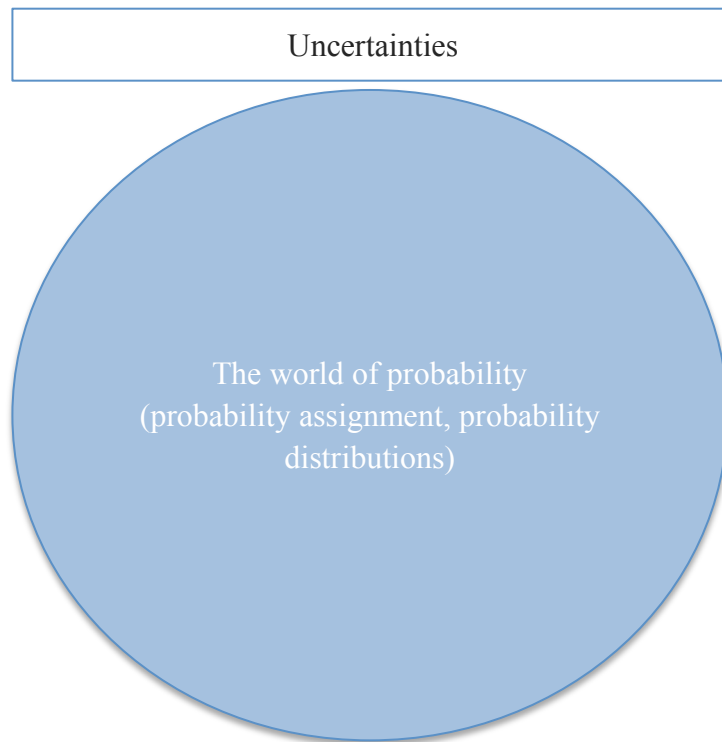 Uncertainties
The world of probability
(probability assignment, probability
distributions)